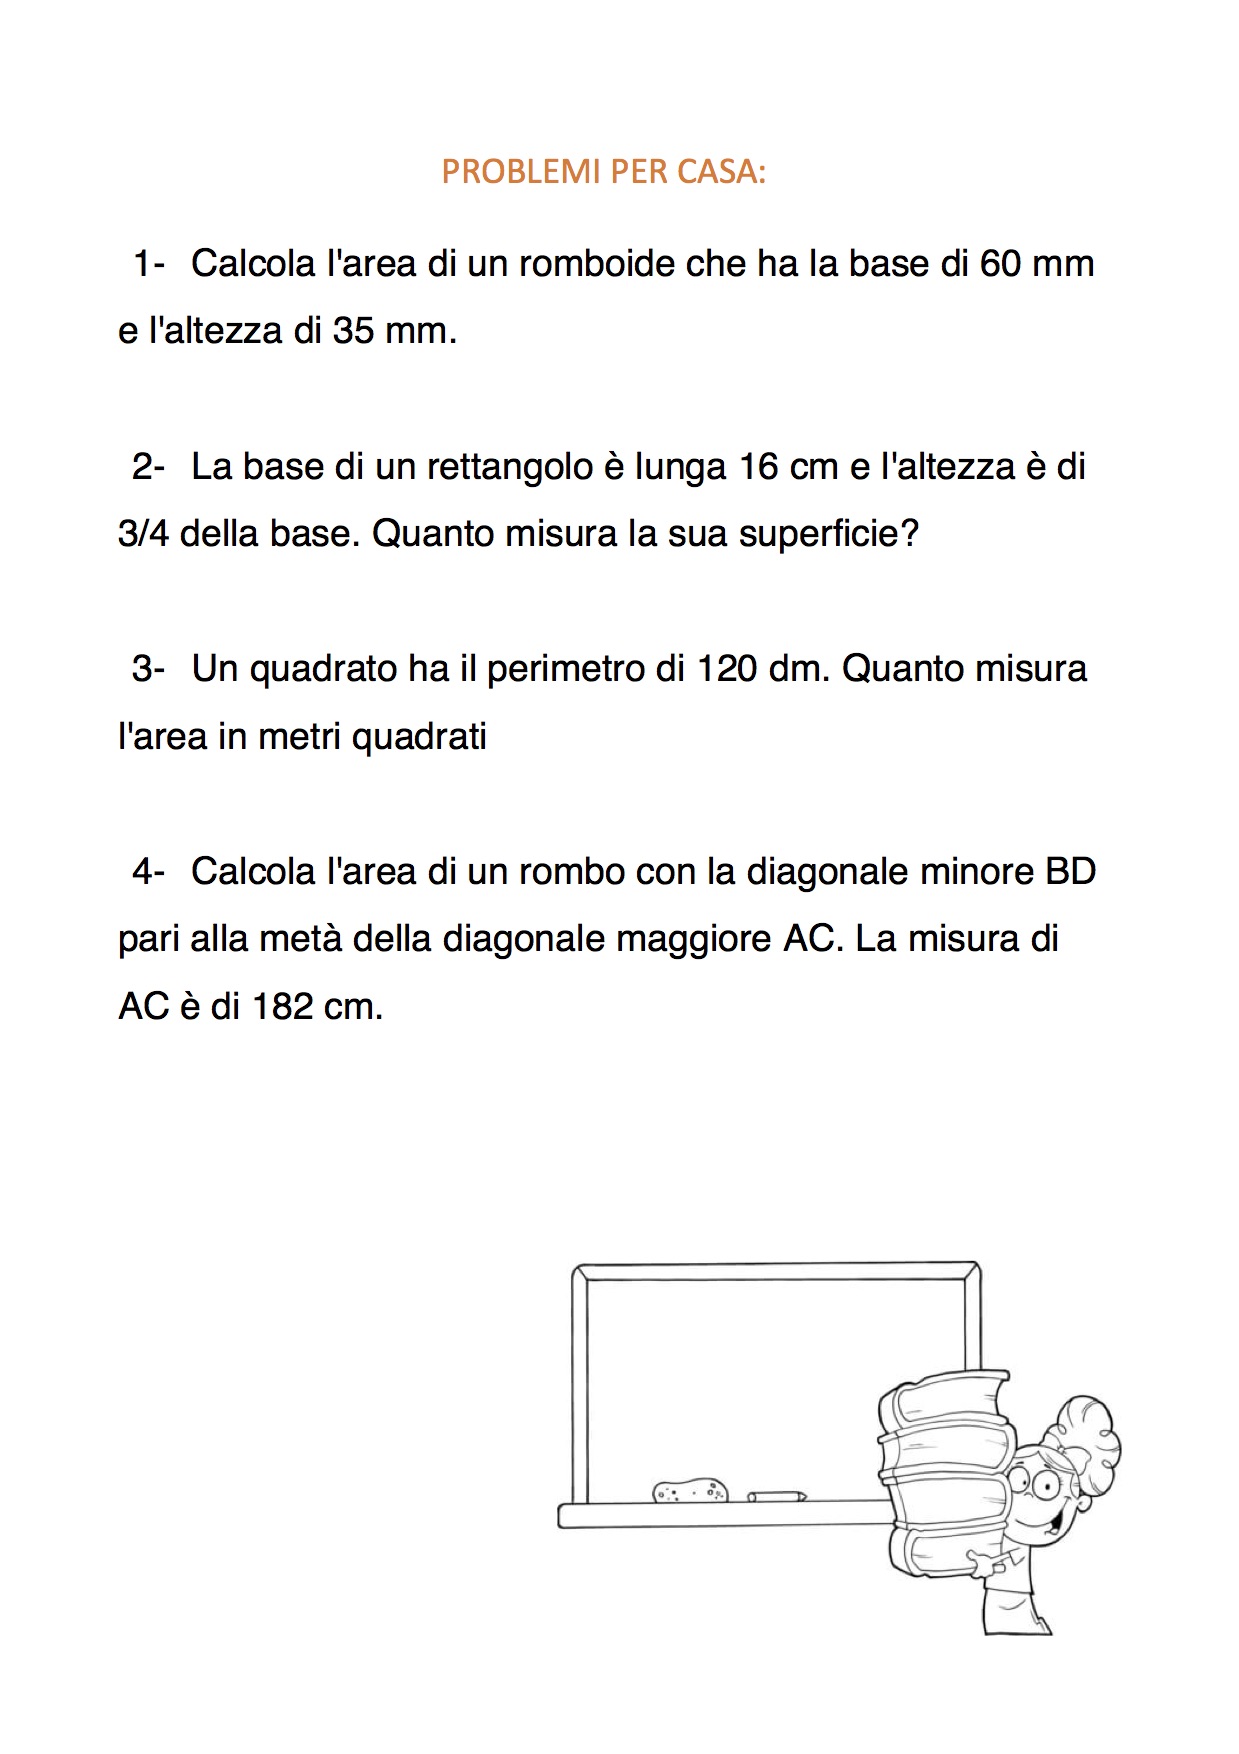 PROBLEMI PER CASA:
1- Calcola l'area di un romboide che ha la base di 60 mm
e l'altezza di 35 mm.
2- La base di un rettangolo è lunga 16 cm e l'altezza è di
3/4 della base. Quanto misura la sua superficie?
3- Un quadrato ha il perimetro di 120 dm. Quanto misura
l'area in metri quadrati
4- Calcola l'area di un rombo con la diagonale minore BD
pari alla metà della diagonale maggiore AC. La misura di
AC è di 182 cm.